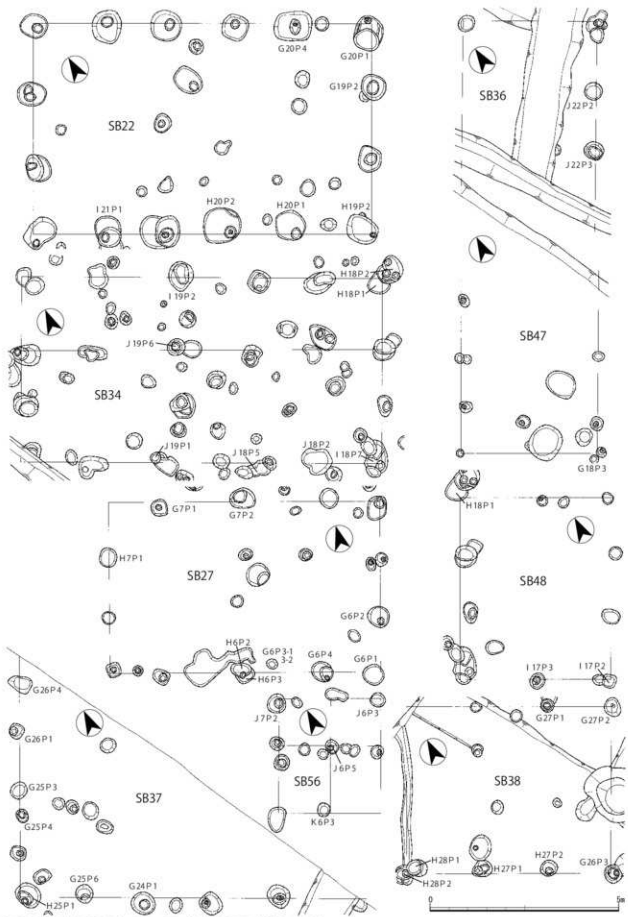 G20P4
G20P1
G19P2
SB22
I21P1
H20P2
H20P1
H19P2
SB36
J22P2
J22P3
I19P2
H18P2
H18P1
J19P6
SB34
J19P1
J18P5
J18P2
I18P7
SB47
G18P3
G7P1
G7P2
H7P1
SB27
G6P2
H6P2
G6P3-1
3-2
H6P3
G6P4
G6P1
H18P1
SB48
I17P3
I17P2
G27P1
G27P2
G26P4
G26P1
G25P3
G25P4
SB37
G25P6
H25P1
G24P1
J7P2
J6P3
SB56
J6P5
K6P3
SB38
H28P1
H28P2
H27P1
H27P2
G26P3
0
5m